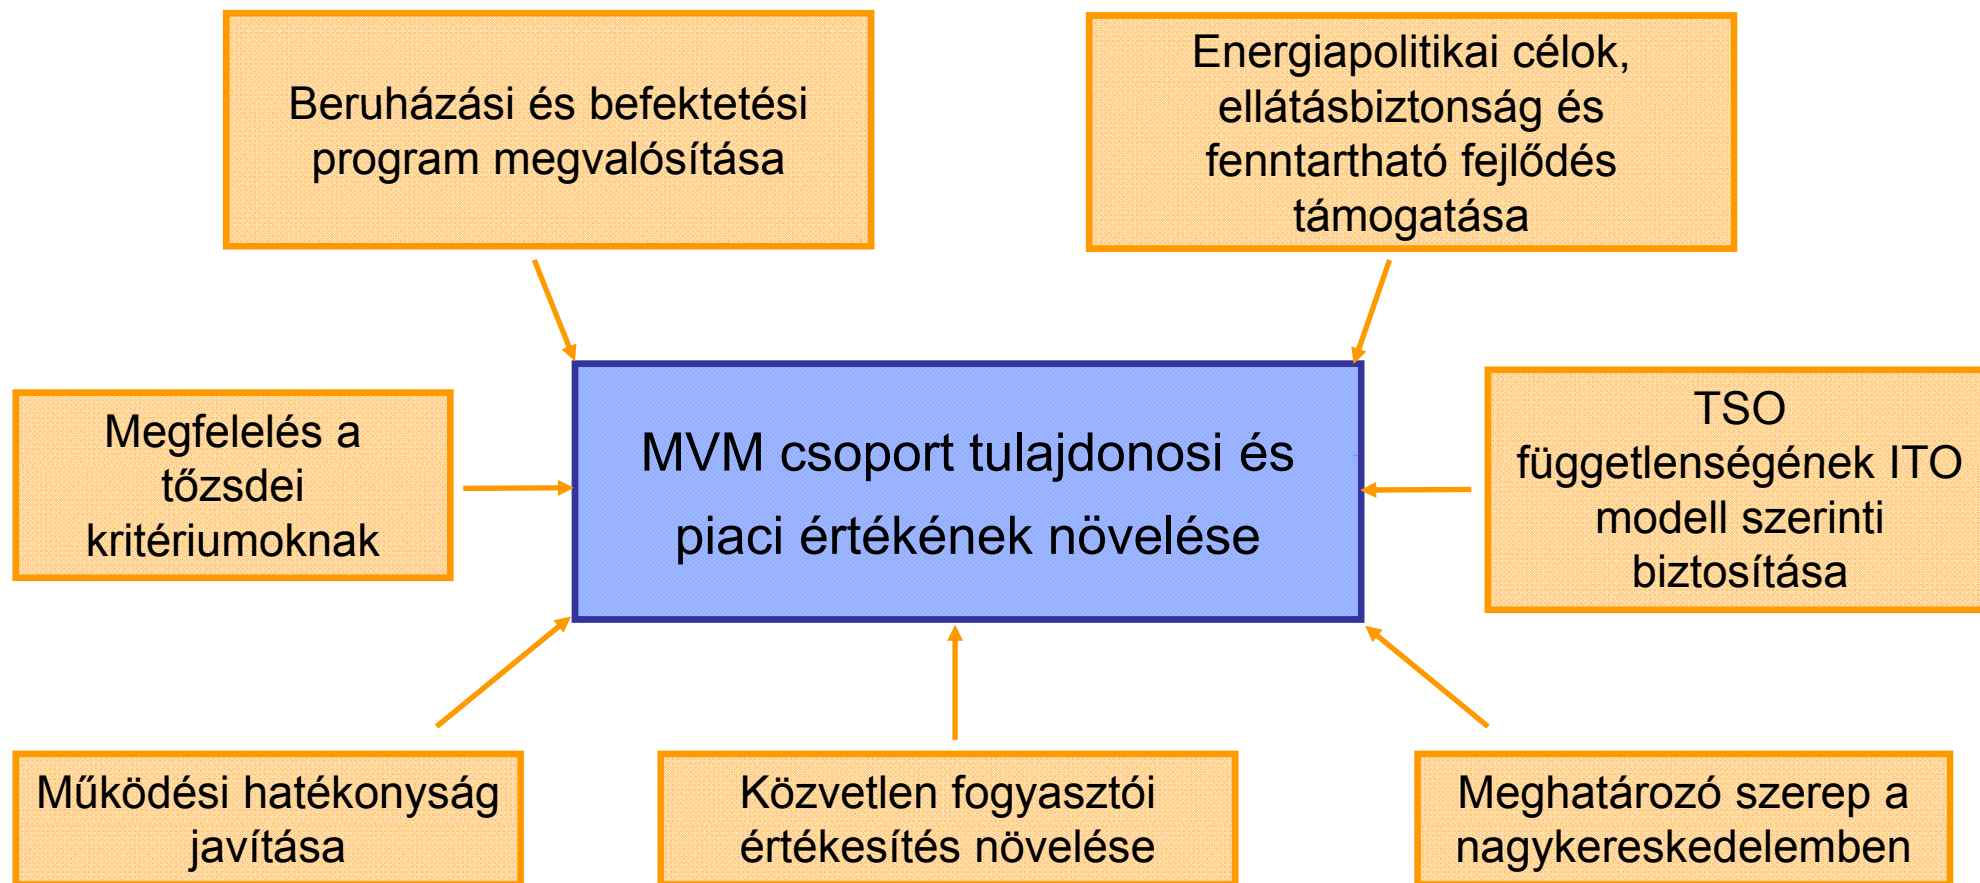 Beruházási és befektetési
program megvalósítása
Energiapolitikai célok,
ellátásbiztonság és
fenntartható fejlődés
támogatása
Megfelelés a
tőzsdei
kritériumoknak
MVM csoport tulajdonosi és
piaci értékének növelése
TSO
függetlenségének ITO
modell szerinti
biztosítása
Működési hatékonyság
javítása
Közvetlen fogyasztói
értékesítés növelése
Meghatározó szerep a
nagykereskedelemben